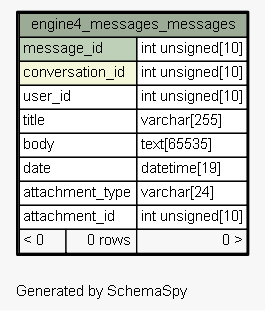 engine4_messages_messages
message_id int unsigned[10]
conversation_id int unsigned[10]
user_id int unsigned[10]
title varchar[255]
body text[65535]
date datetime[19]
attachment_type varchar[24]
attachment_id int unsigned[10]
< 0 0 rows 0 >
Generated by SchemaSpy